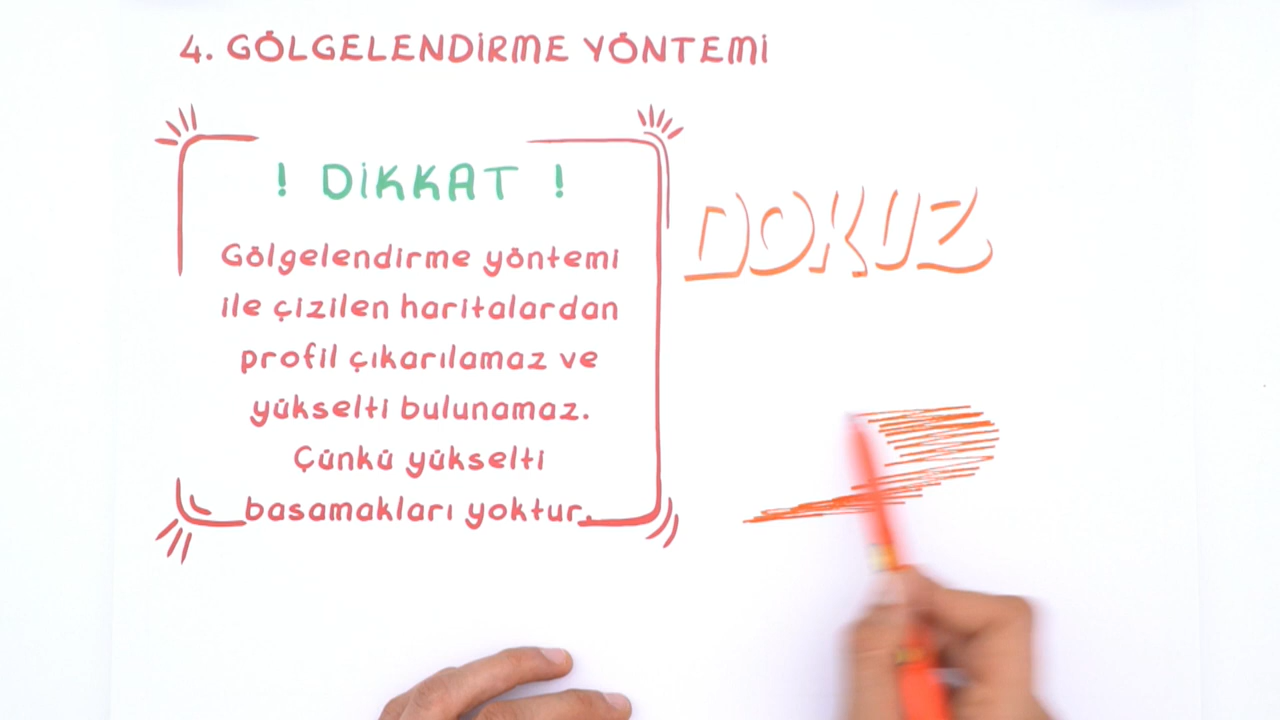 4. GÖLGELENDİRME YÖNTEMİ
! DİKKAT !
Gölgelendirme yöntemi
ile çizilen haritalardan
profil çıkarılamaz ve
yükselti bulunamaz.
Çünkü yükselti
basamakları yoktur.
DOKUZ